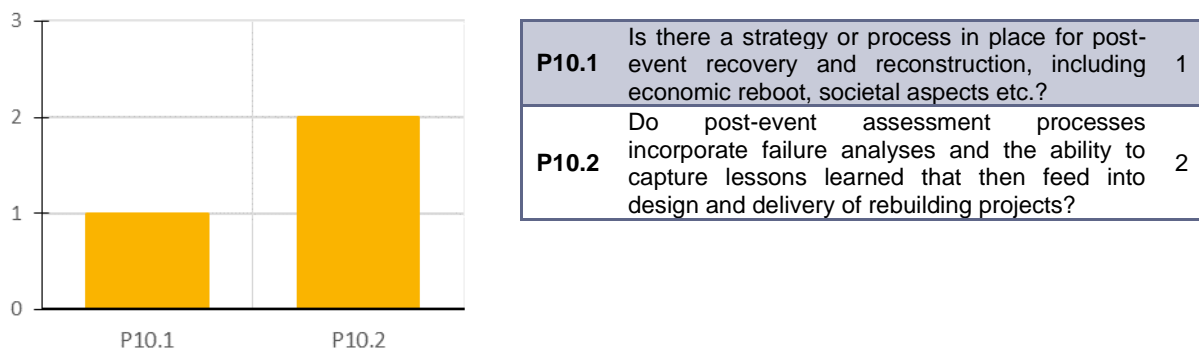 3
2
1
0
P10.1
P10.2
P10.1
Is there a strategy or process in place for post-
event recovery and reconstruction, including
economic reboot, societal aspects etc.?
1
P10.2
Do post-event assessment processes
incorporate failure analyses and the ability to
capture lessons learned that then feed into
design and delivery of rebuilding projects?
2